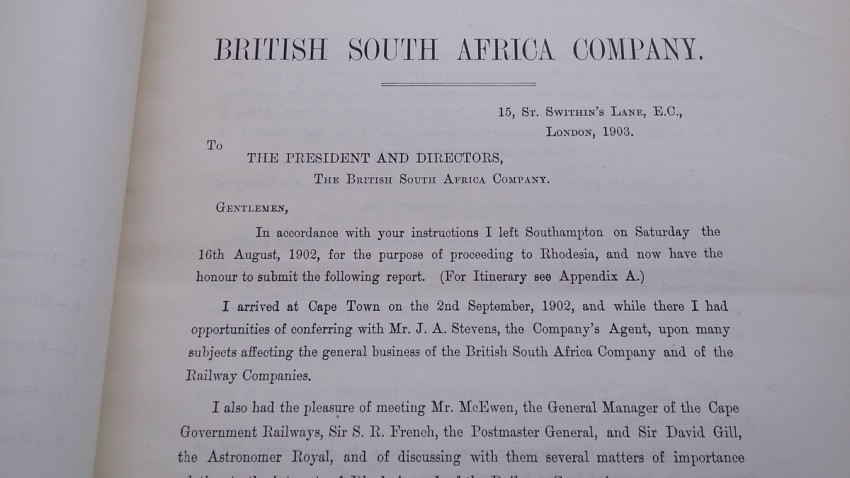 BRITISH SOUTH AFRICA COMPANY.
15, St. Swithin's Lane, E.C.,
London, 1903.
To
THE PRESIDENT AND DIRECTORS,
The British South Africa Company.
Gentlemen,
In accordance with your instructions I left Southampton on Saturday the
16th August, 1902, for the purpose of proceeding to Rhodesia, and now have the
honour to submit the following report. (For Itinerary see Appendix A.)
I arrived at Cape Town on the 2nd September, 1902, and while there I had
opportunities of conferring with Mr. J. A. Stevens, the Company's Agent, upon many
subjects affecting the general business of the British South Africa Company and of the
Railway Companies.
I also had the pleasure of meeting Mr. McEwen, the General Manager of the Cape
Government Railways, Sir S. R. French, the Postmaster General, and Sir David Gill,
the Astronomer Royal, and of discussing with them several matters of importance